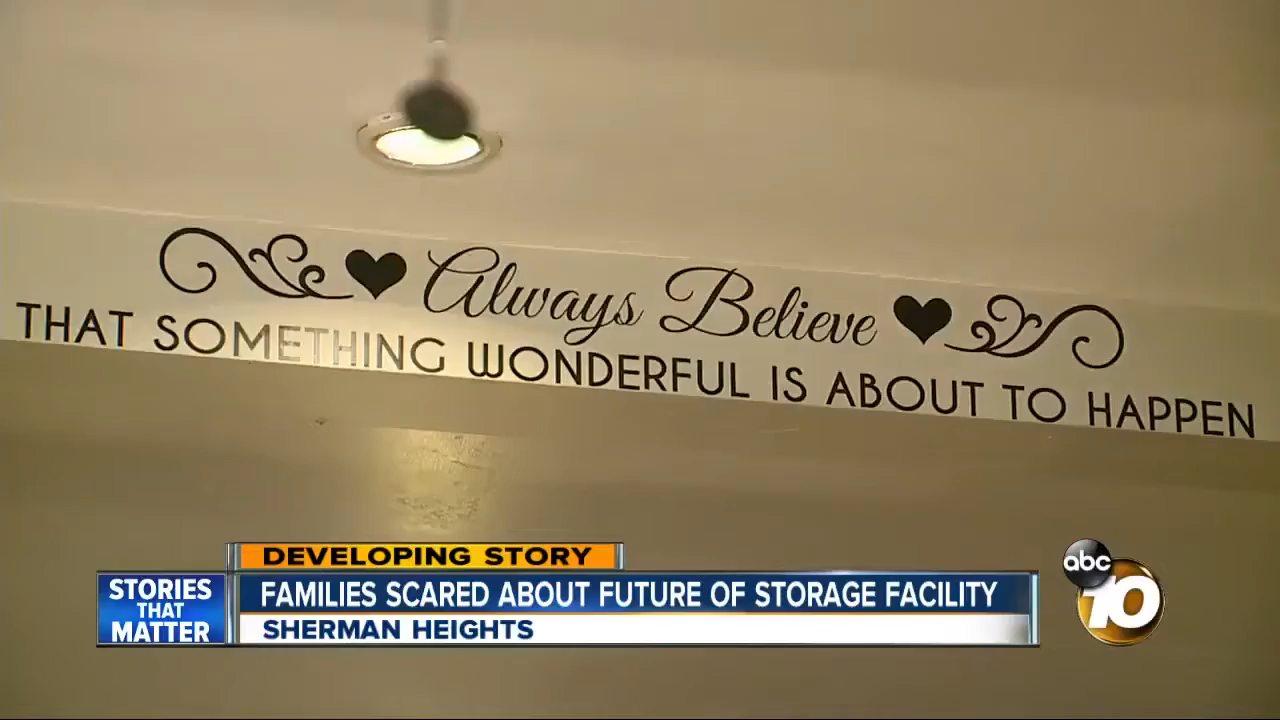 Always Believe
THAT SOMETHING WONDERFUL IS ABOUT TO HAPPEN
DEVELOPING STORY
STORIES
THAT
MATTER
FAMILIES SCARED ABOUT FUTURE OF STORAGE FACILITY
SHERMAN HEIGHTS
abc
10